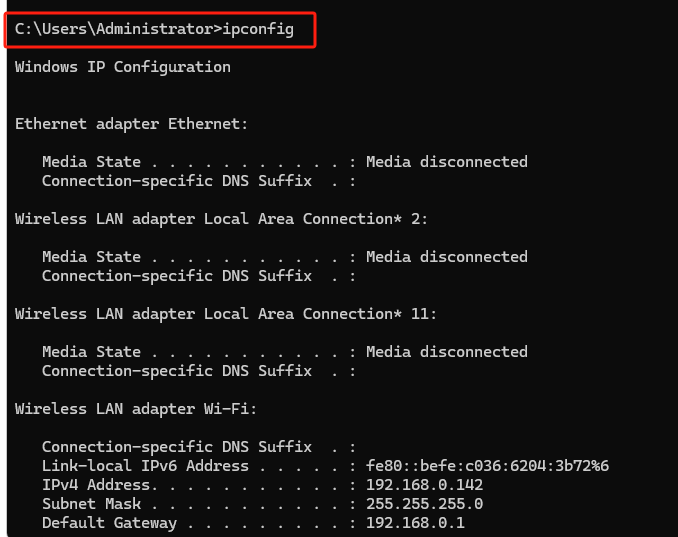 C:\Users\Administrator>ipconfig
Windows IP Configuration
Ethernet adapter Ethernet:
Media State . . . . . . . . . . . : Media disconnected
Connection-specific DNS Suffix  . :
Wireless LAN adapter Local Area Connection* 2:
Media State . . . . . . . . . . . : Media disconnected
Connection-specific DNS Suffix  . :
Wireless LAN adapter Local Area Connection* 11:
Media State . . . . . . . . . . . : Media disconnected
Connection-specific DNS Suffix  . :
Wireless LAN adapter Wi-Fi:
Connection-specific DNS Suffix  . :
Link-local IPv6 Address . . . . . : fe80::befe:c036:6204:3b72%6
IPv4 Address. . . . . . . . . . . : 192.168.0.142
Subnet Mask . . . . . . . . . . . : 255.255.255.0
Default Gateway . . . . . . . . . : 192.168.0.1